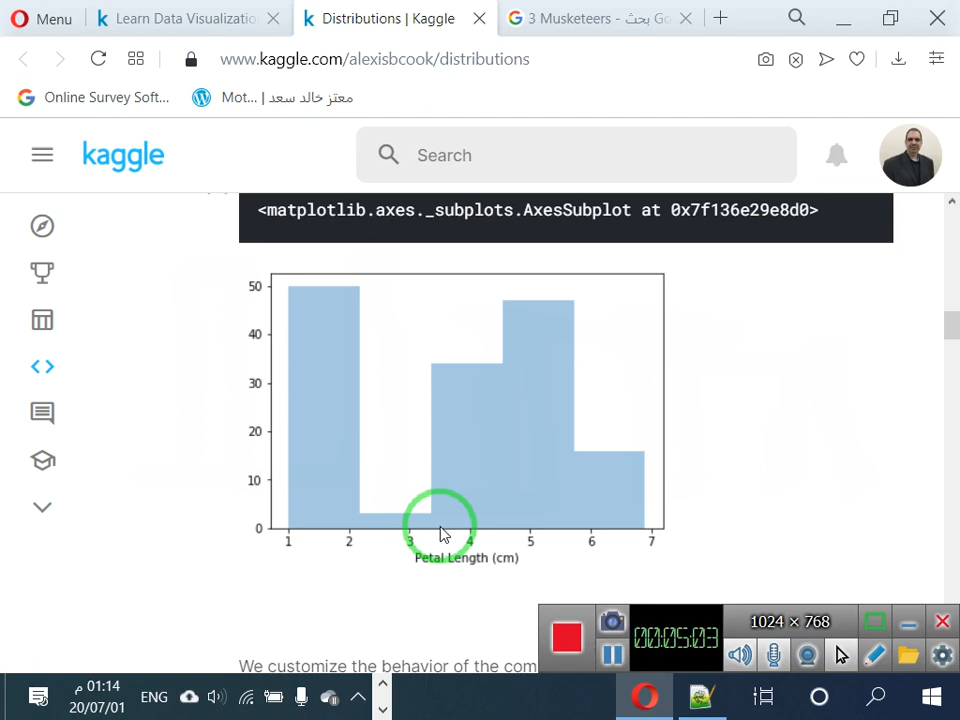 Menu
Learn Data Visualizatio
Distributions | Kaggle
3 Musketeers - بحث Go
www.kaggle.com/alexisbcook/distributions
Online Survey Soft...
Mot... | معتز خالد سعد
kaggle
Search
<matplotlib.axes._subplots.AxesSubplot at 0x7f136e29e8d0>
50
40
30
20
10
0
1 2 3 4 5 6 7
Petal Length (cm)
1024 × 768
00:05:03
We customize the behavior of the com
01:14 م
ENG
20/07/01